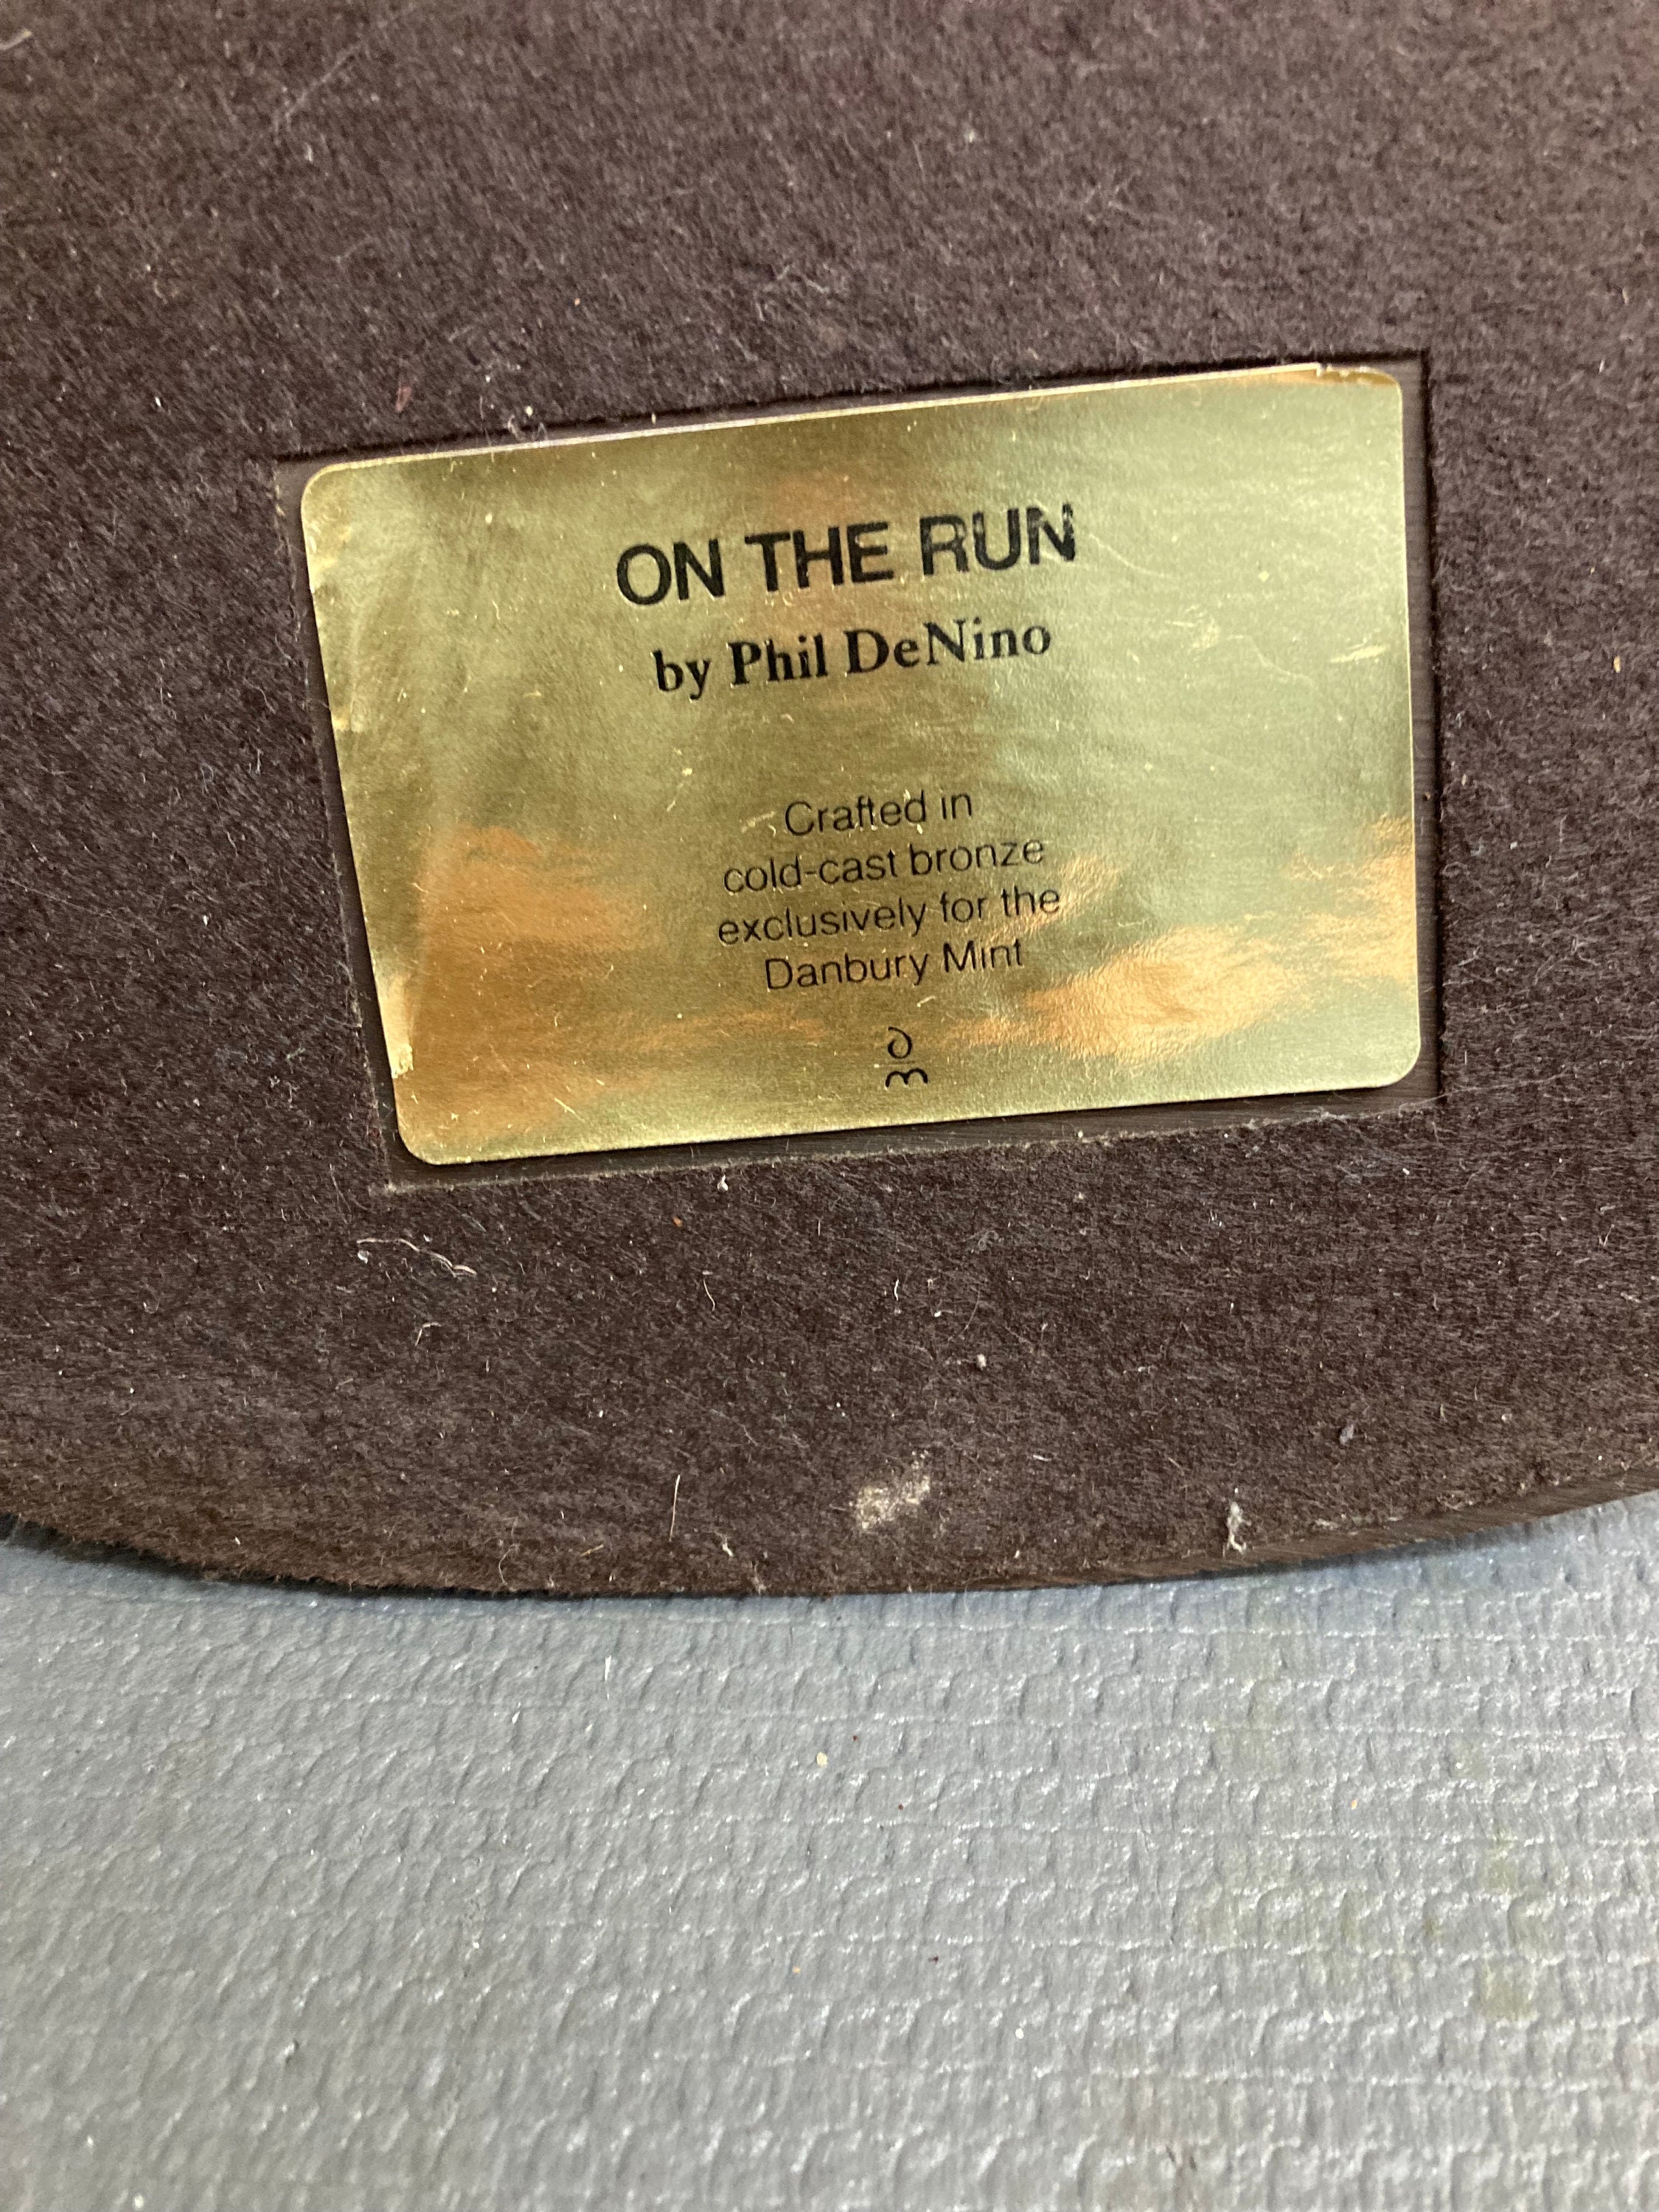 ON THE RUN
by Phil DeNino
Crafted in
cold-cast bronze
exclusively for the
Danbury Mint